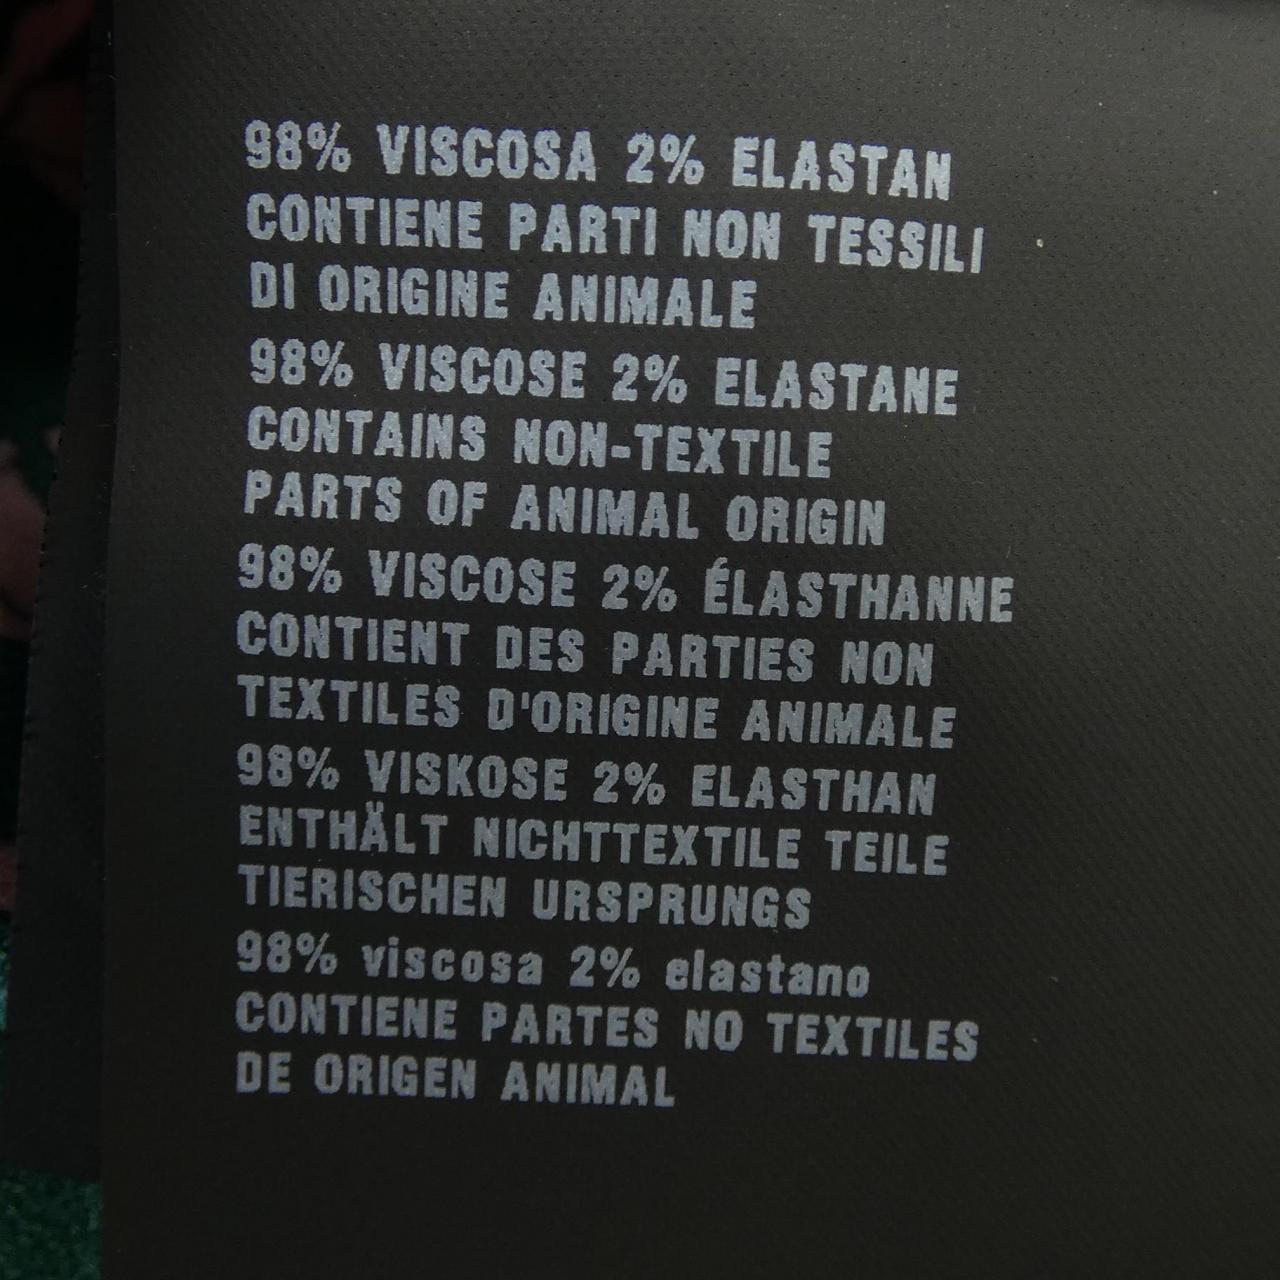 98% VISCOSA 2% ELASTAN
CONTIENE PARTI NON TESSILI
DI ORIGINE ANIMALE
98% VISCOSE 2% ELASTANE
CONTAINS NON-TEXTILE
PARTS OF ANIMAL ORIGIN
98% VISCOSE 2% ÉLASTHANNE
CONTIENT DES PARTIES NON
TEXTILES D'ORIGINE ANIMALE
98% VISKOSE 2% ELASTHAN
ENTHÄLT NICHTTEXTILE TEILE
TIERISCHEN URSPRUNGS
98% viscosa 2% elastano
CONTIENE PARTES NO TEXTILES
DE ORIGEN ANIMAL